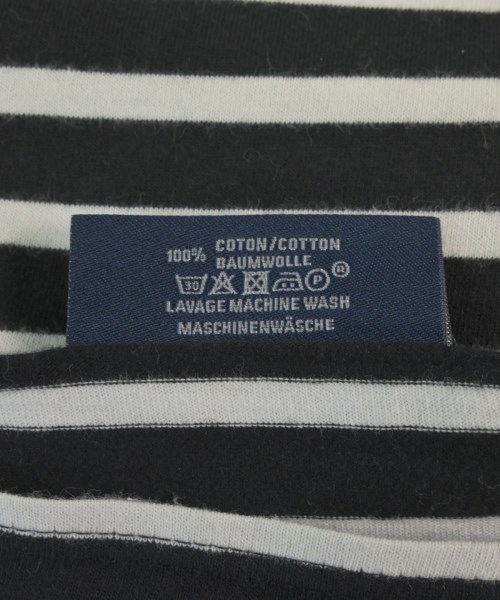 100% COTON/COTTON
BAUMWOLLE
30 P ®
LAVAGE MACHINE WASH
MASCHINENWÄSCHE